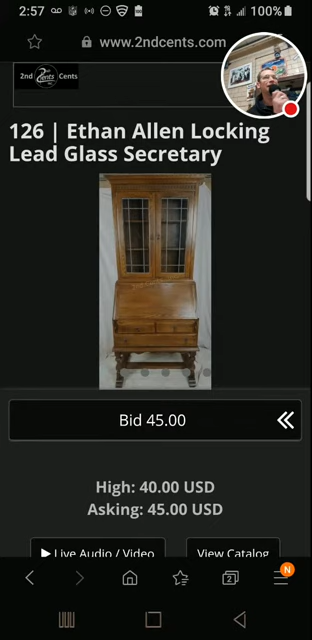 2:57
100%
www.2ndcents.com
2nd Cents
126 | Ethan Allen Locking
Lead Glass Secretary
Bid 45.00
High: 40.00 USD
Asking: 45.00 USD
Live Audio / Video
View Catalog
2
N